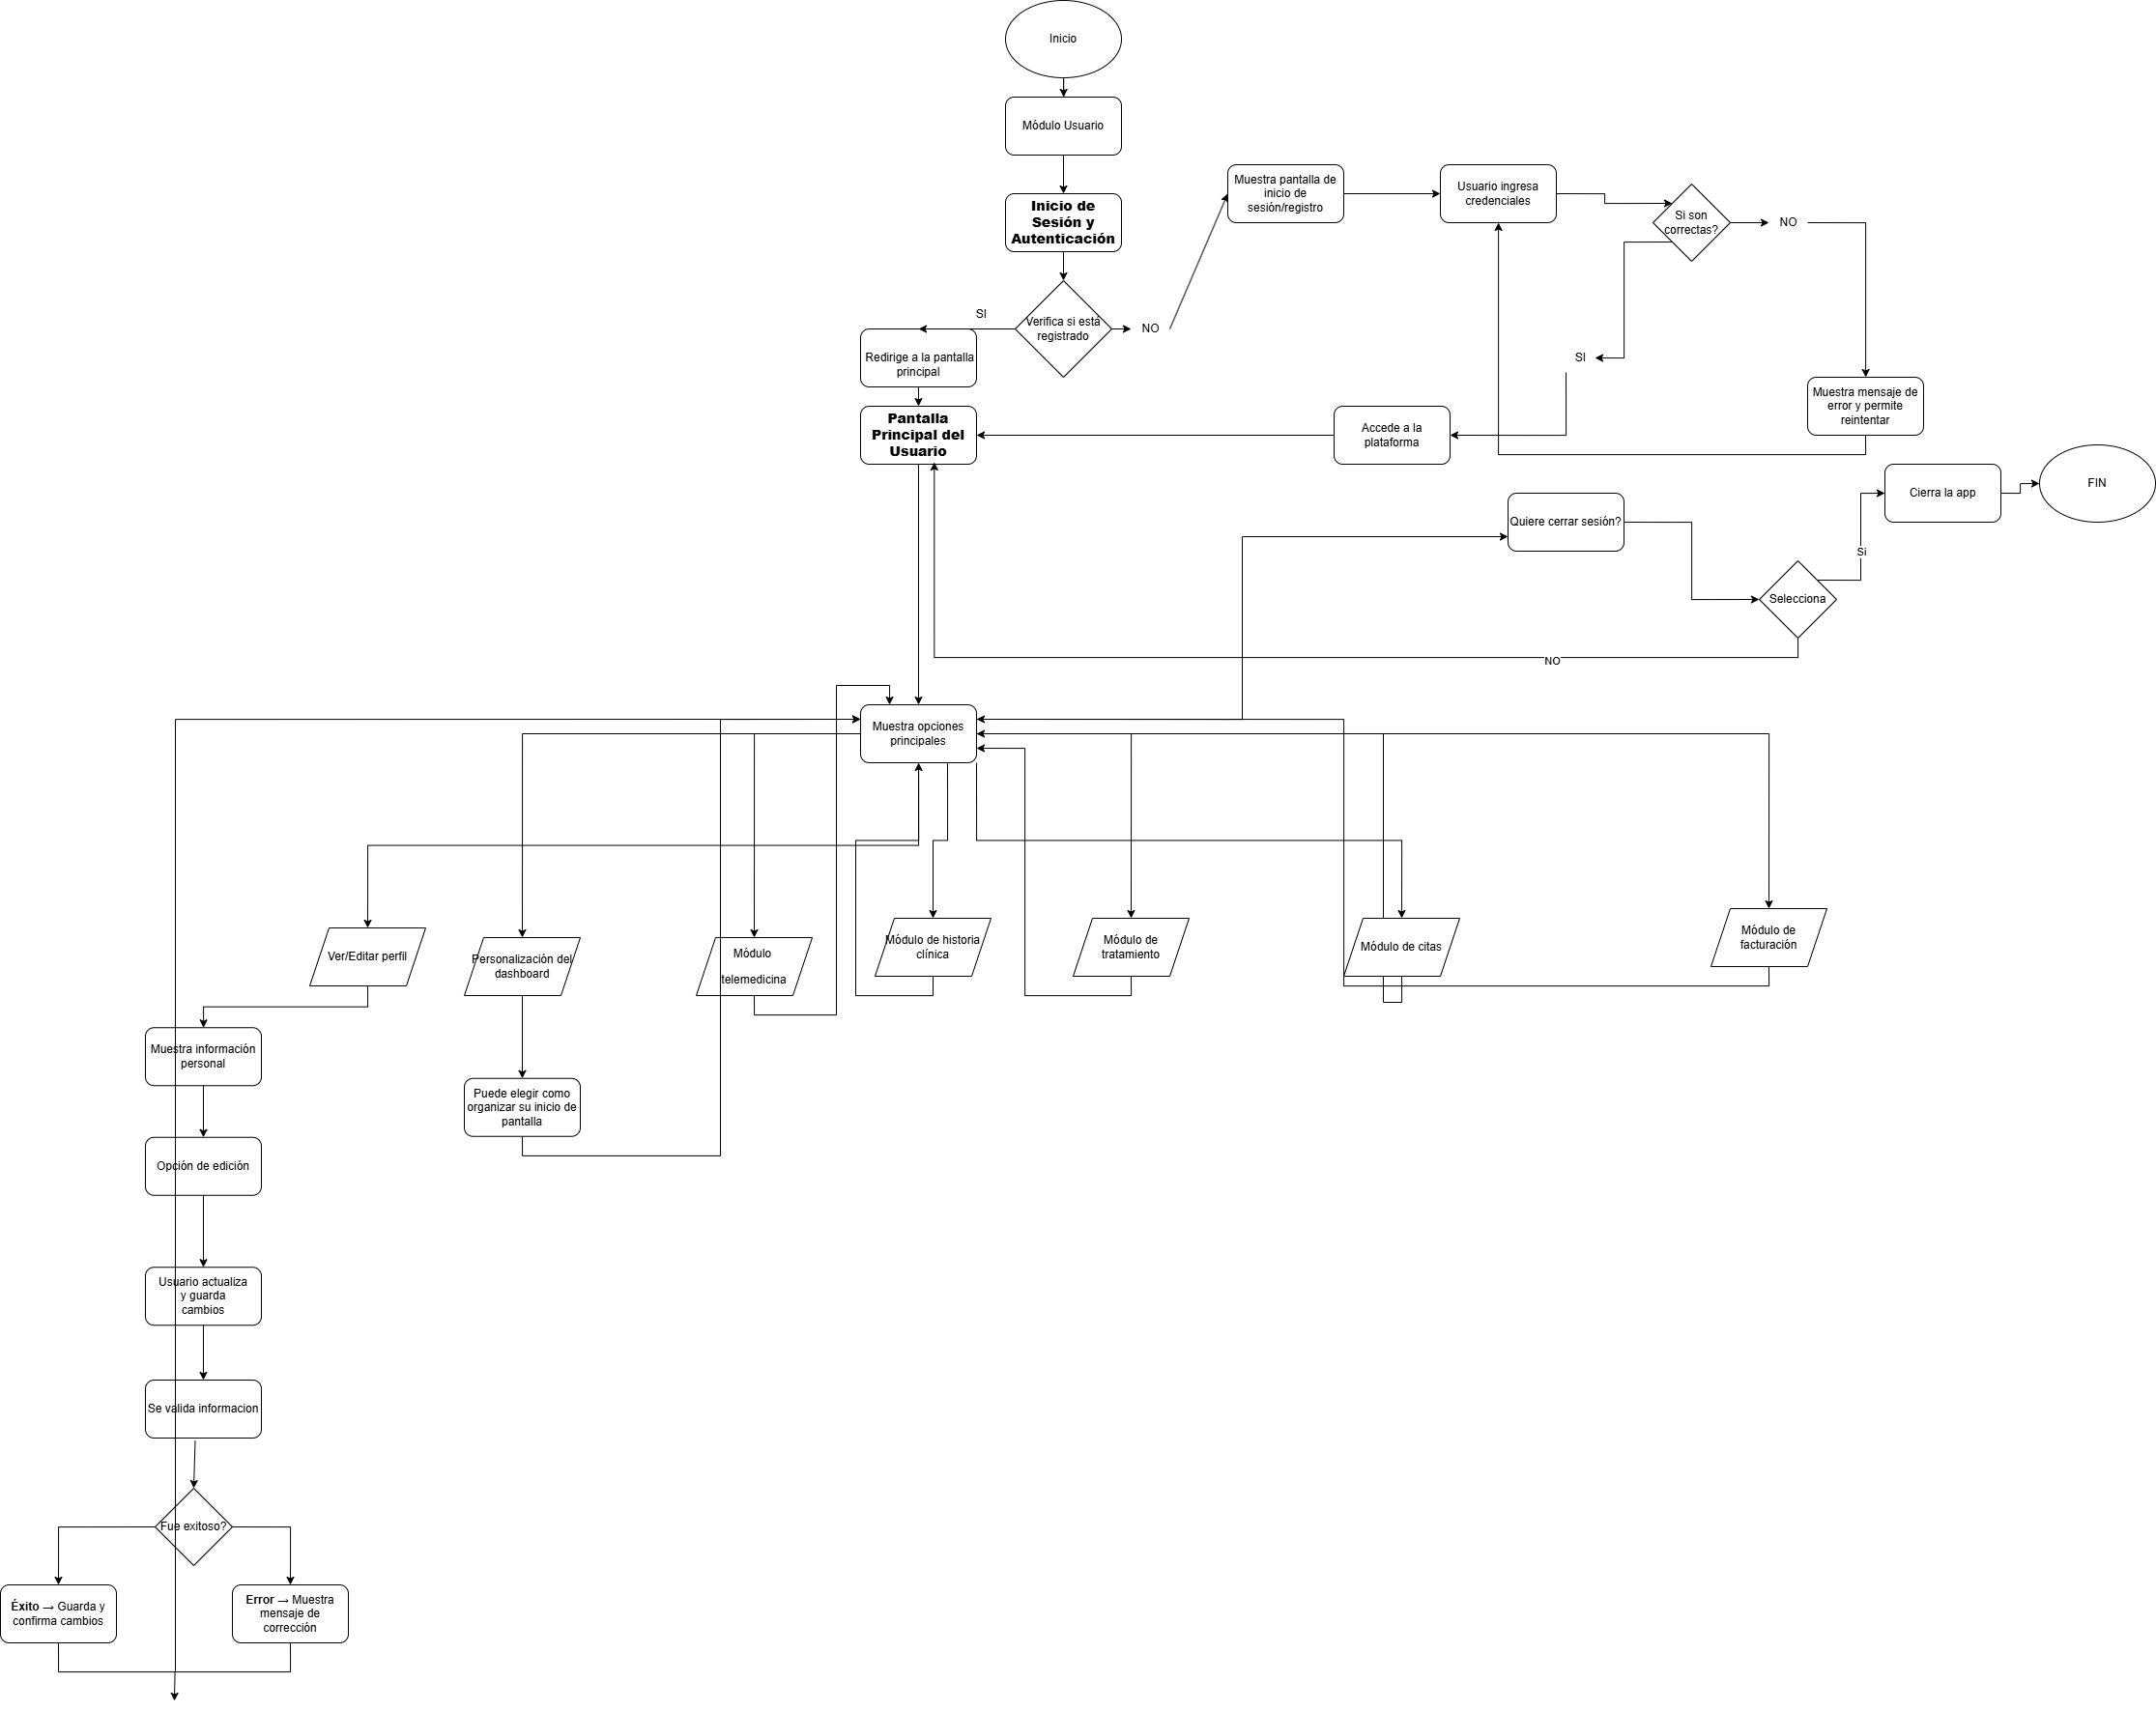 Inicio
Módulo Usuario
Inicio de
Sesión y
Autenticación
Verifica si está
registrado
SI
NO
Redirige a la pantalla
principal
Pantalla
Principal del
Usuario
Muestra pantalla de
inicio de
sesión/registro
Usuario ingresa
credenciales
Si son
correctas?
NO
SI
Muestra mensaje de
error y permite
reintentar
Accede a la
plataforma
Quiere cerrar sesión?
Selecciona
Si
NO
Cierra la app
FIN
Muestra opciones
principales
Ver/Editar perfil
Personalización del
dashboard
Módulo
telemedicina
Módulo de historia
clínica
Módulo de
tratamiento
Módulo de citas
Módulo de
facturación
Muestra información
personal
Puede elegir como
organizar su inicio de
pantalla
Opción de edición
Usuario actualiza
y guarda
cambios
Se valida informacion
Fue exitoso?
Éxito → Guarda y
confirma cambios
Error → Muestra
mensaje de
corrección